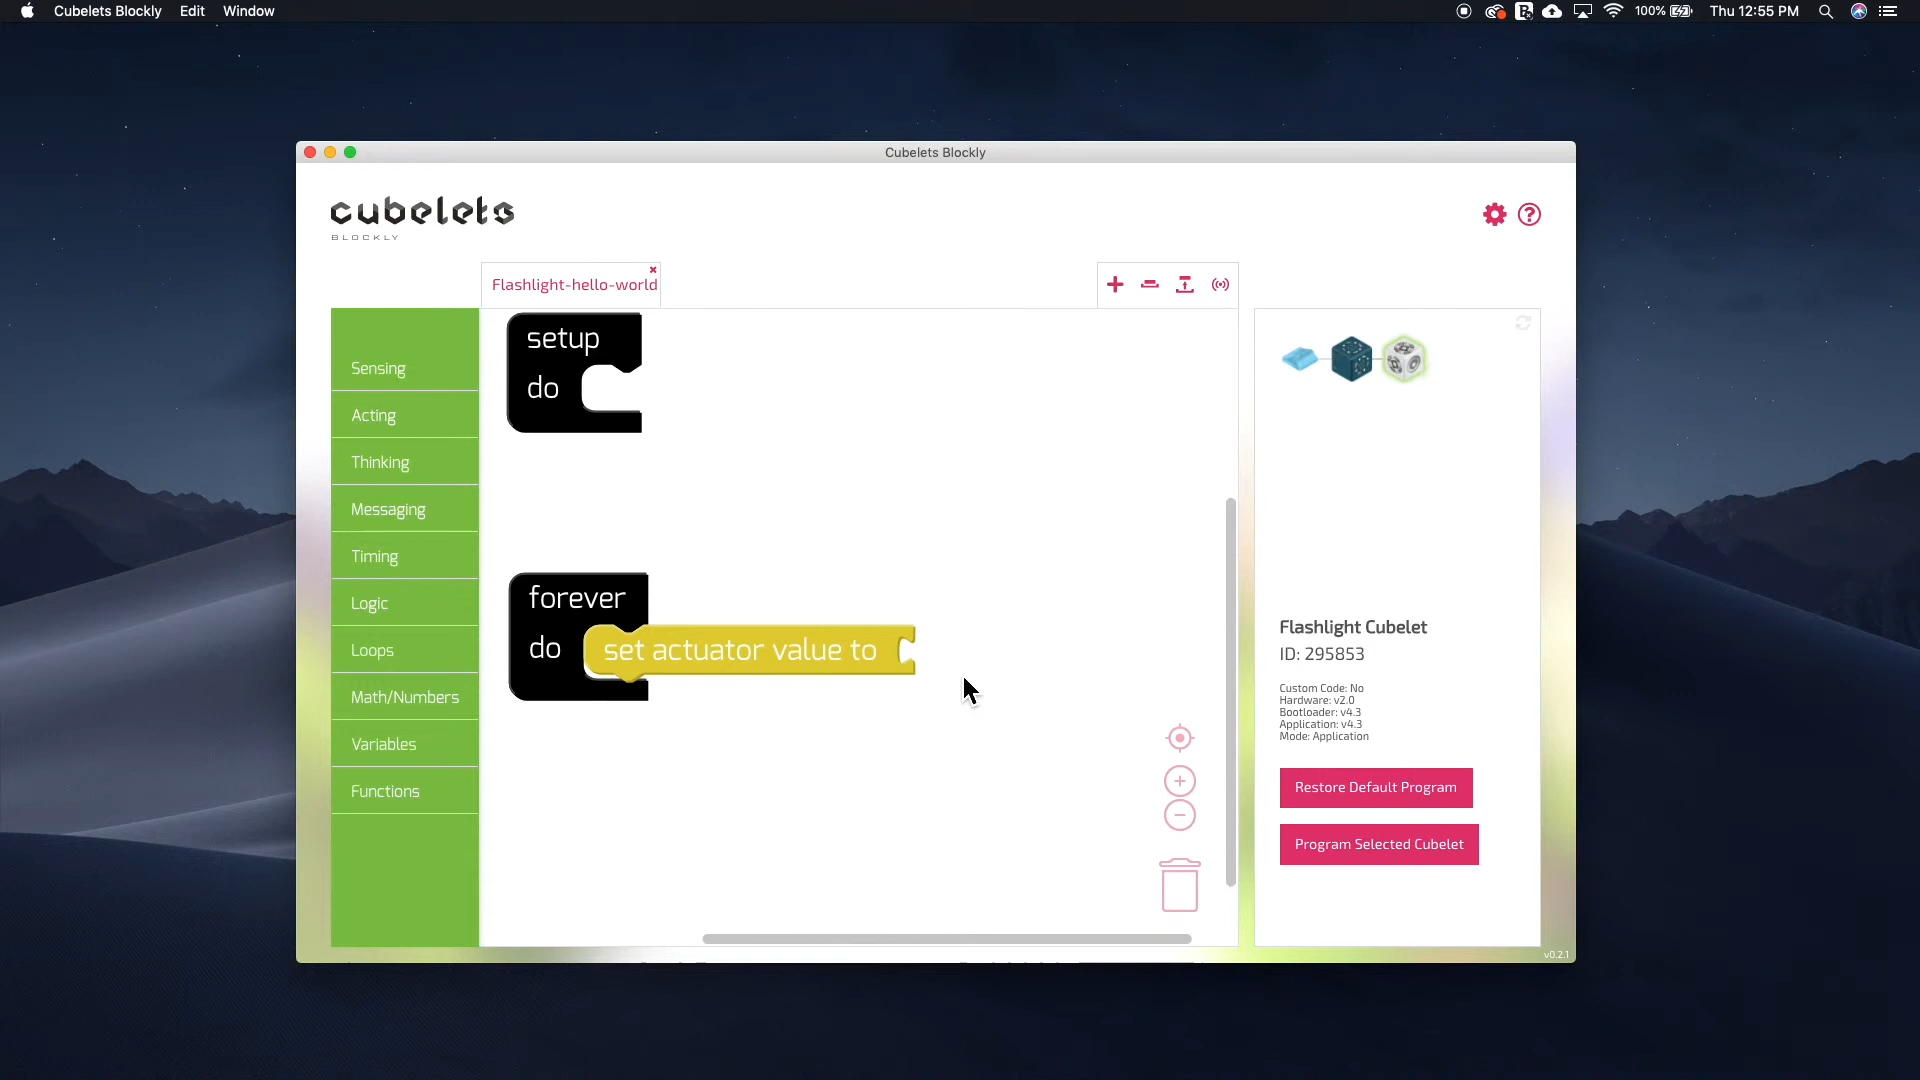 Cubelets Blockly Edit Window
100% Thu 12:55 PM
Cubelets Blockly
cubelets
BLOCKLY
Flashlight-hello-world
Sensing
Acting
Thinking
Messaging
Timing
Logic
Loops
Math/Numbers
Variables
Functions
setup
do
forever
do set actuator value to
Flashlight Cubelet
ID: 295853
Custom Code: No
Hardware: v2.0
Bootloader: v4.3
Application: v4.3
Mode: Application
Restore Default Program
Program Selected Cubelet
v0.2.1